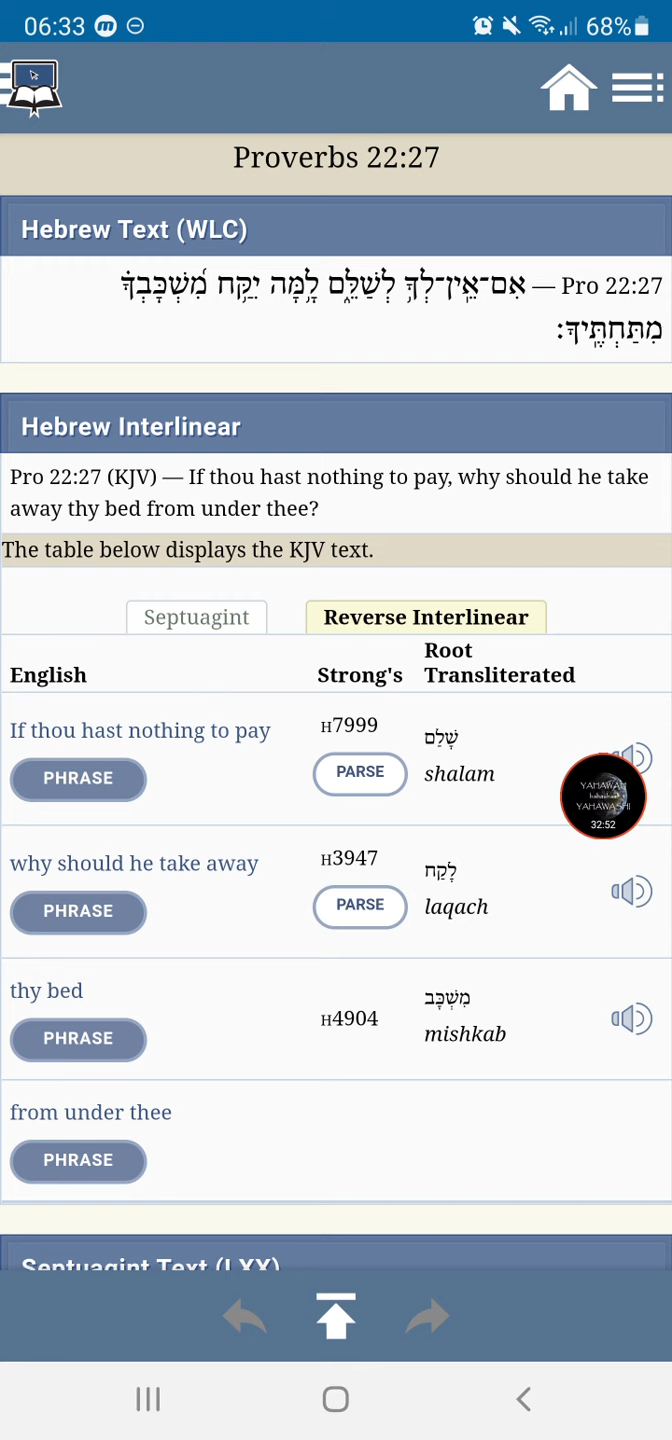 06:33
68%
Proverbs 22:27
Hebrew Text (WLC)
Pro 22:27 — אִם־אֵֽין־לְךָ֥ לְשַׁלֵּ֑ם לָ֥מָּה יִקַּ֥ח מִ֝שְׁכָּבְךָ֗
מִתַּחְתֶּֽיךָ׃
Hebrew Interlinear
Pro 22:27 (KJV) — If thou hast nothing to pay, why should he take
away thy bed from under thee?
The table below displays the KJV text.
Septuagint
Reverse Interlinear
English
Strong's
Root
Transliterated
If thou hast nothing to pay
PHRASE
H7999
PARSE
שָׁלַם
shalam
YAHAWAH
YAHAWASHI
32:52
why should he take away
PHRASE
H3947
PARSE
לָקַח
laqach
thy bed
PHRASE
H4904
מִשְׁכָּב
mishkab
from under thee
PHRASE
Septuagint Text (LXX)